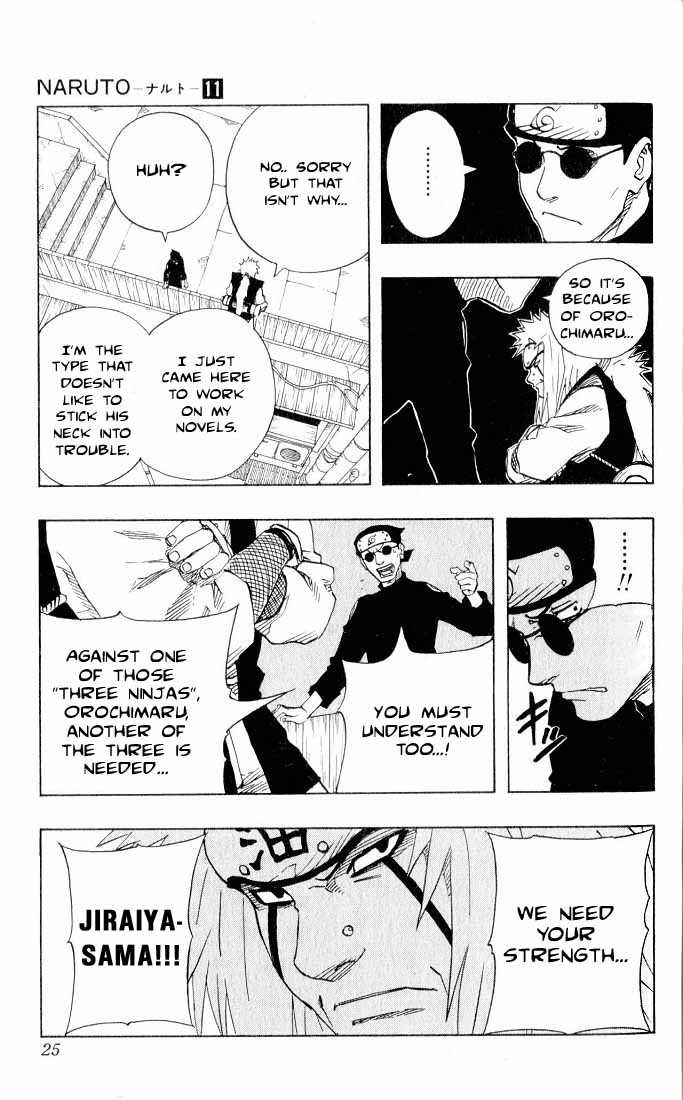 NARUTO—ナルト—11
............
SO IT'S
BECAUSE
OF ORO-
CHIMARU...
NO.. SORRY
BUT THAT
ISN'T WHY...
HUH?
I JUST
CAME HERE
TO WORK
ON MY
NOVELS.
I'M THE
TYPE THAT
DOESN'T
LIKE TO
STICK HIS
NECK INTO
TROUBLE.
........!!
ギッ
YOU MUST
UNDERSTAND
TOO...!
AGAINST ONE
OF THOSE
"THREE NINJAS",
OROCHIMARU,
ANOTHER OF
THE THREE IS
NEEDED...
WE NEED
YOUR
STRENGTH...
油
JIRAIYA-
SAMA!!!
25